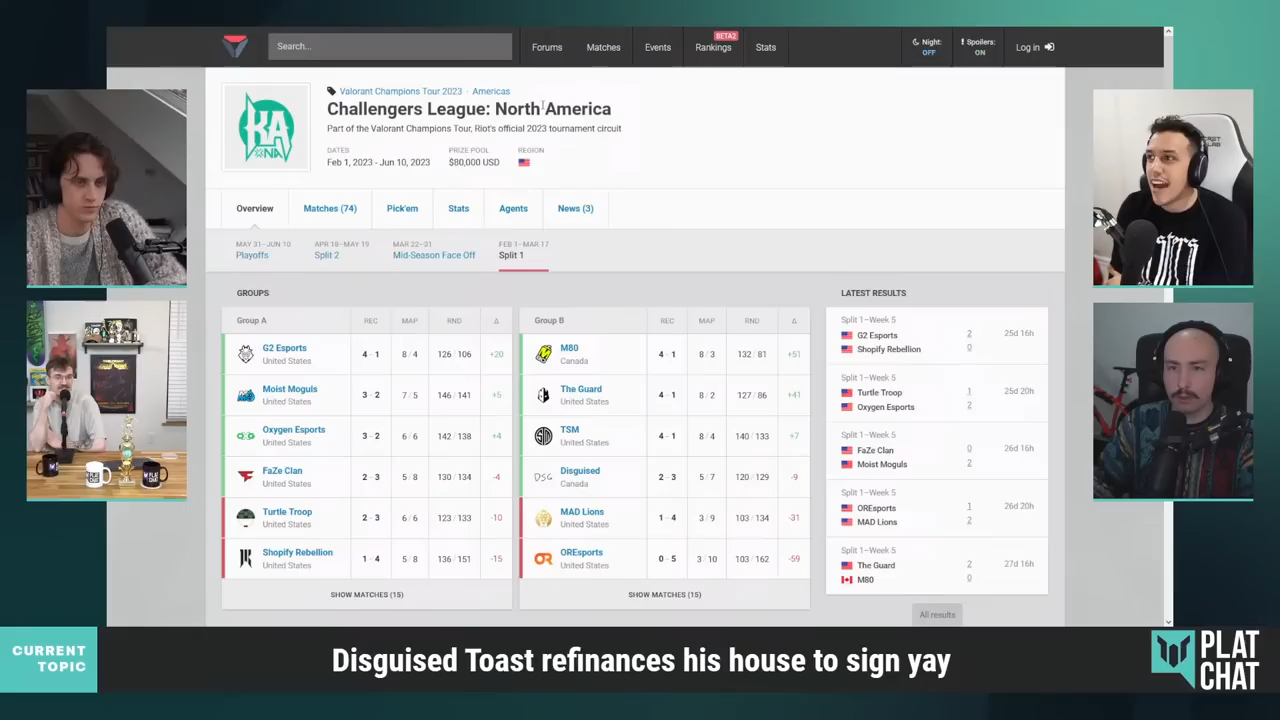 Search...
Forums
Matches
Events
BETA2
Rankings
Stats
Night:
OFF
Spoilers:
ON
Log in
Valorant Champions Tour 2023 · Americas
Challengers League: North America
Part of the Valorant Champions Tour, Riot's official 2023 tournament circuit
DATES PRIZE POOL REGION
Feb 1, 2023 - Jun 10, 2023 $80,000 USD
KA
NA
Overview Matches (74) Pick'em Stats Agents News (3)
MAY 31–JUN 10 APR 18–MAY 19 MAR 22–31 FEB 1–MAR 17
Playoffs Split 2 Mid-Season Face Off Split 1
GROUPS
Group A REC MAP RND Δ
G2 Esports 4–1 8/4 126/106 +20
United States
Moist Moguls 3–2 7/5 146/141 +5
United States
Oxygen Esports 3–2 6/6 142/138 +4
United States
FaZe Clan 2–3 5/8 130/134 -4
United States
Turtle Troop 2–3 6/6 123/133 -10
United States
Shopify Rebellion 1–4 5/8 136/151 -15
United States
SHOW MATCHES (15)
Group B REC MAP RND Δ
M80 4–1 8/3 132/81 +51
Canada
The Guard 4–1 8/2 127/86 +41
United States
TSM 4–1 8/4 140/133 +7
United States
DSG Disguised 2–3 5/7 120/129 -9
Canada
MAD Lions 1–4 3/9 103/134 -31
United States
OREsports 0–5 3/10 103/162 -59
United States
SHOW MATCHES (15)
LATEST RESULTS
Split 1–Week 5
G2 Esports 2 25d 16h
Shopify Rebellion 0
Split 1–Week 5
Turtle Troop 1 25d 20h
Oxygen Esports 2
Split 1–Week 5
FaZe Clan 0 26d 16h
Moist Moguls 2
Split 1–Week 5
OREsports 1 26d 20h
MAD Lions 2
Split 1–Week 5
The Guard 2 27d 16h
M80 0
All results
CURRENT
TOPIC
Disguised Toast refinances his house to sign yay
PLAT
CHAT